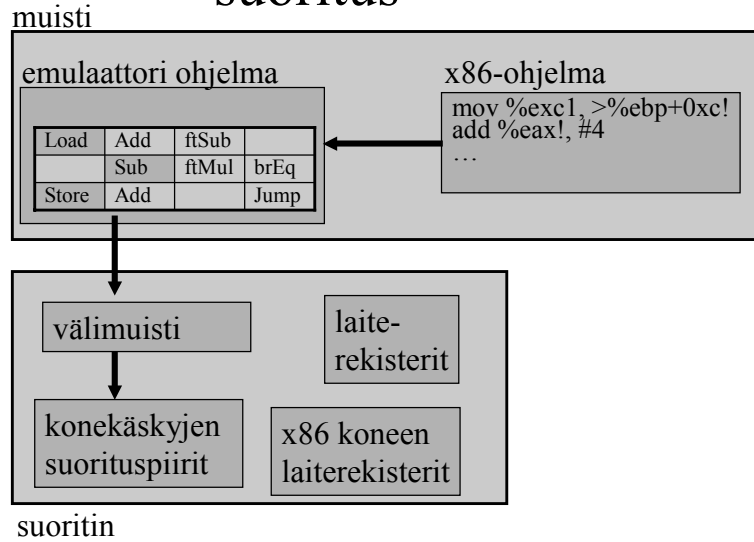 suoritus
muisti
emulaattori ohjelma
x86-ohjelma
mov %exc1, >%ebp+0xc!
add %eax!, #4
…
Load Add ftSub
Sub ftMul brEq
Store Add Jump
välimuisti
laite-
rekisterit
konekäskyjen
suorituspiirit
x86 koneen
laiterekisterit
suoritin